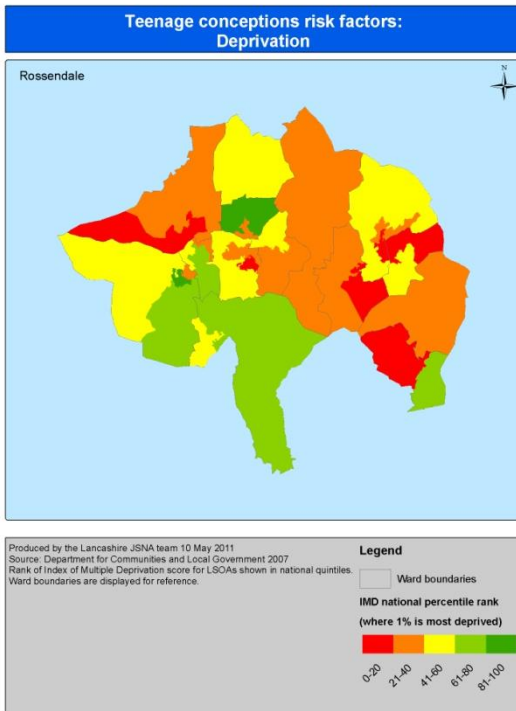 Teenage conceptions risk factors:
Deprivation
Rossendale
N
Produced by the Lancashire JSNA team 10 May 2011
Source: Department for Communities and Local Government 2007
Rank of Index of Multiple Deprivation score for LSOAs shown in national quintiles.
Ward boundaries are displayed for reference.
Legend
Ward boundaries
IMD national percentile rank
(where 1% is most deprived)
0-20
21-40
41-60
61-80
81-100